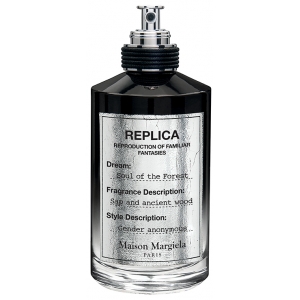 REPLICA
REPRODUCTION OF FAMILIAR
FANTASIES
Dream:
Soul of the Forest
Fragrance Description:
Sap and ancient wood
Style Description:
Gender anonymous
Maison Margiela
PARIS